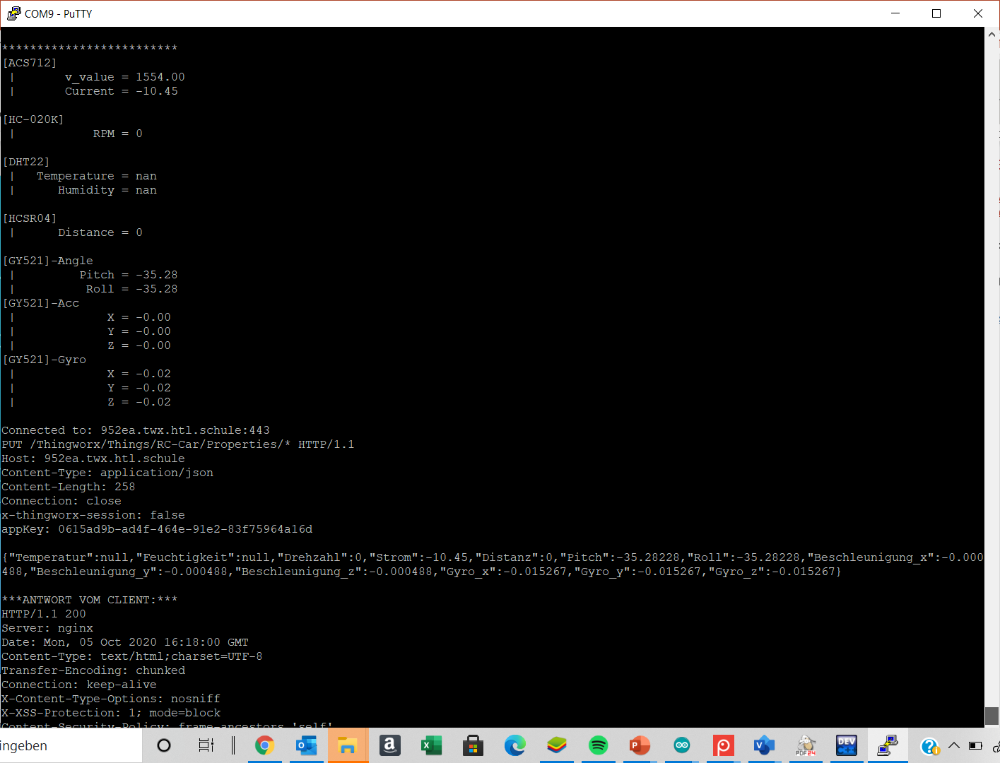 COM9 - PuTTY
*************************
[ACS712]
|        v_value = 1554.00
|        Current = -10.45
[HC-020K]
|            RPM = 0
[DHT22]
|    Temperature = nan
|       Humidity = nan
[HCSR04]
|       Distance = 0
[GY521]-Angle
|          Pitch = -35.28
|           Roll = -35.28
[GY521]-Acc
|              X = -0.00
|              Y = -0.00
|              Z = -0.00
[GY521]-Gyro
|              X = -0.02
|              Y = -0.02
|              Z = -0.02
Connected to: 952ea.twx.htl.schule:443
PUT /Thingworx/Things/RC-Car/Properties/* HTTP/1.1
Host: 952ea.twx.htl.schule
Content-Type: application/json
Content-Length: 258
Connection: close
x-thingworx-session: false
appKey: 0615ad9b-ad4f-464e-91e2-83f75964a16d
{"Temperatur":null,"Feuchtigkeit":null,"Drehzahl":0,"Strom":-10.45,"Distanz":0,"Pitch":-35.28228,"Roll":-35.28228,"Beschleunigung_x":-0.000
488,"Beschleunigung_y":-0.000488,"Beschleunigung_z":-0.000488,"Gyro_x":-0.015267,"Gyro_y":-0.015267,"Gyro_z":-0.015267}
***ANTWORT VOM CLIENT:***
HTTP/1.1 200
Server: nginx
Date: Mon, 05 Oct 2020 16:18:00 GMT
Content-Type: text/html;charset=UTF-8
Transfer-Encoding: chunked
Connection: keep-alive
X-Content-Type-Options: nosniff
X-XSS-Protection: 1; mode=block
Content-Security-Policy: frame-ancestors 'self'
ingeben
PDF24
DEV